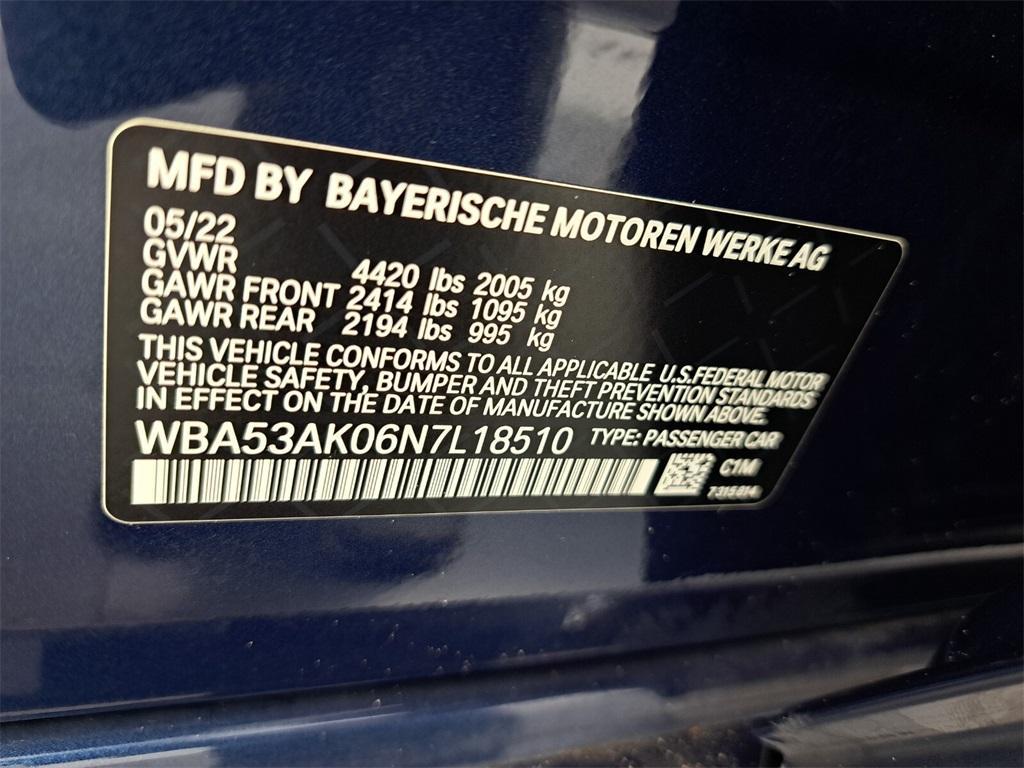 MFD BY BAYERISCHE MOTOREN WERKE AG
05/22
GVWR 4420 lbs 2005 kg
GAWR FRONT 2414 lbs 1095 kg
GAWR REAR 2194 lbs 995 kg
THIS VEHICLE CONFORMS TO ALL APPLICABLE U.S.FEDERAL MOTOR
VEHICLE SAFETY, BUMPER AND THEFT PREVENTION STANDARDS
IN EFFECT ON THE DATE OF MANUFACTURE SHOWN ABOVE.
WBA53AK06N7L18510 TYPE: PASSENGER CAR
C1M
7315814